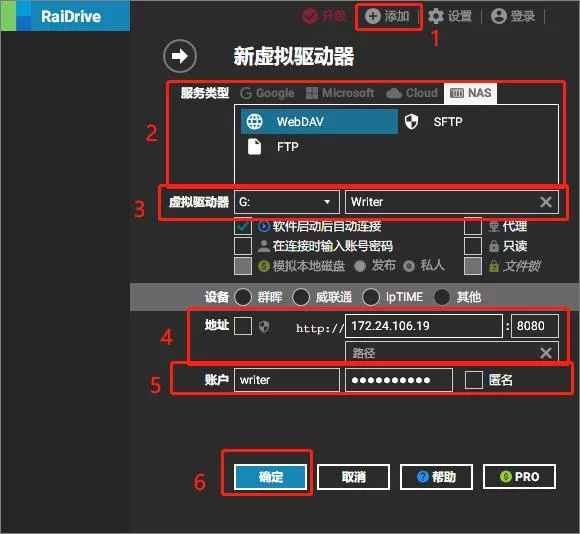 RaiDrive
升级 添加 设置 登录
1
新虚拟驱动器
服务类型 Google Microsoft Cloud NAS
2
WebDAV SFTP
FTP
3
虚拟驱动器 G: Writer
软件启动后自动连接 代理
在连接时输入账号密码 只读
模拟本地磁盘 发布 私人 文件锁
设备 群晖 威联通 ipTIME 其他
4
地址 http:// 172.24.106.19 : 8080
路径
5
账户 writer ●●●●●●●●●● 匿名
6
确定 取消 帮助 PRO